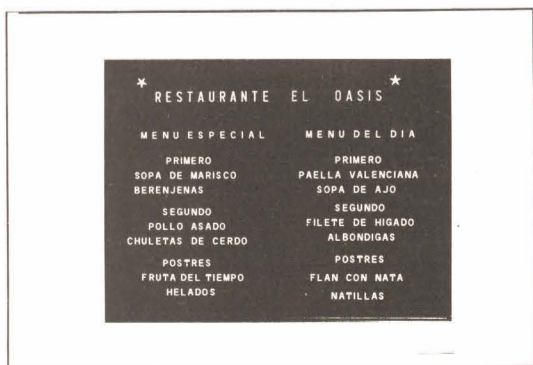 RESTAURANTE EL OASIS
MENU ESPECIAL
PRIMERO
SOPA DE MARISCO
BERENJENAS
SEGUNDO
POLLO ASADO
CHULETAS DE CERDO
POSTRES
FRUTA DEL TIEMPO
HELADOS
MENU DEL DIA
PRIMERO
PAELLA VALENCIANA
SOPA DE AJO
SEGUNDO
FILETE DE HIGADO
ALBONDIGAS
POSTRES
FLAN CON NATA
NATILLAS